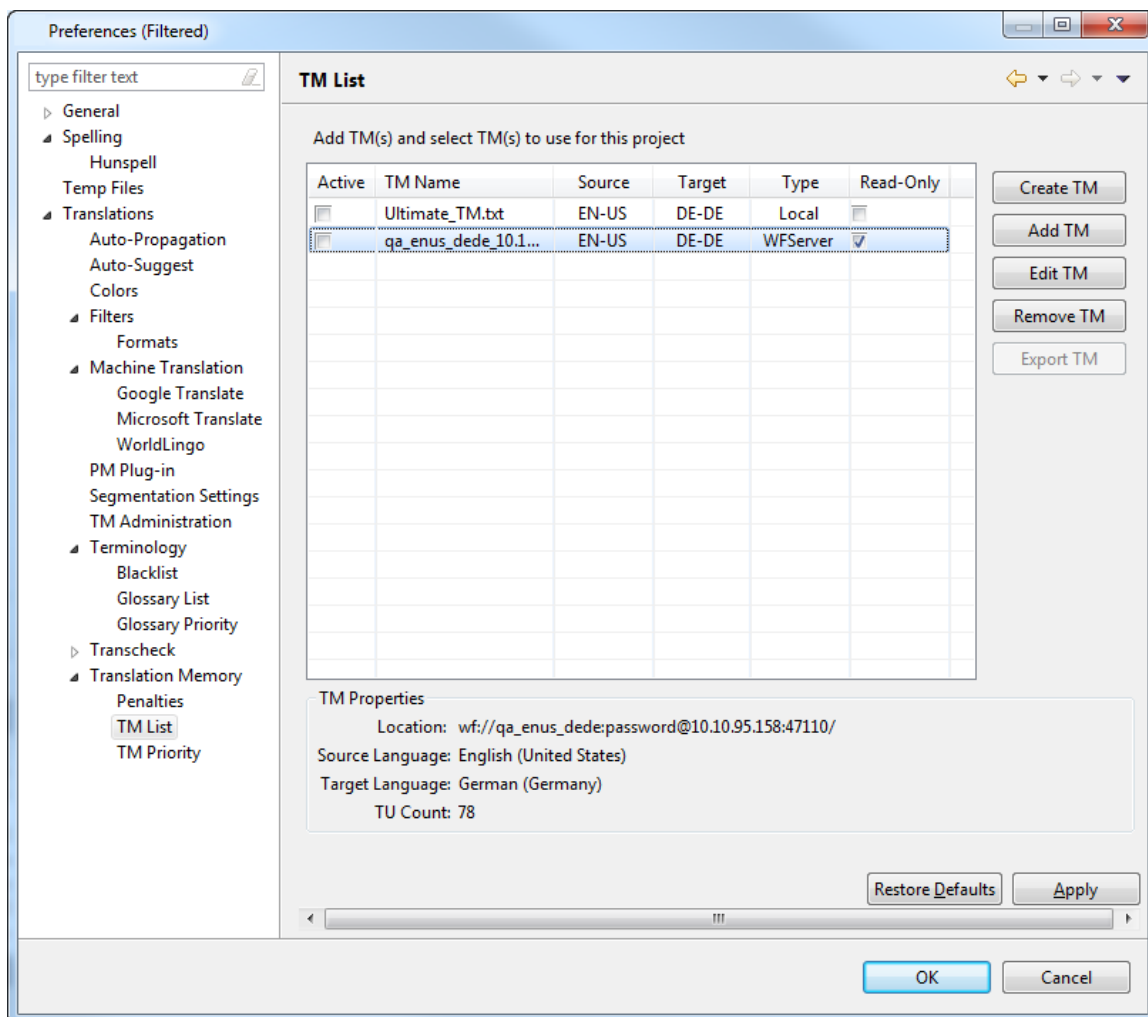 Preferences (Filtered)
type filter text
General
Spelling
Hunspell
Temp Files
Translations
Auto-Propagation
Auto-Suggest
Colors
Filters
Formats
Machine Translation
Google Translate
Microsoft Translate
WorldLingo
PM Plug-in
Segmentation Settings
TM Administration
Terminology
Blacklist
Glossary List
Glossary Priority
Transcheck
Translation Memory
Penalties
TM List
TM Priority
TM List
Add TM(s) and select TM(s) to use for this project
Active TM Name Source Target Type Read-Only
Ultimate_TM.txt EN-US DE-DE Local
qa_enus_dede_10.1... EN-US DE-DE WFServer
Create TM
Add TM
Edit TM
Remove TM
Export TM
TM Properties
Location: wf://qa_enus_dede:password@10.10.95.158:47110/
Source Language: English (United States)
Target Language: German (Germany)
TU Count: 78
Restore Defaults Apply
OK Cancel